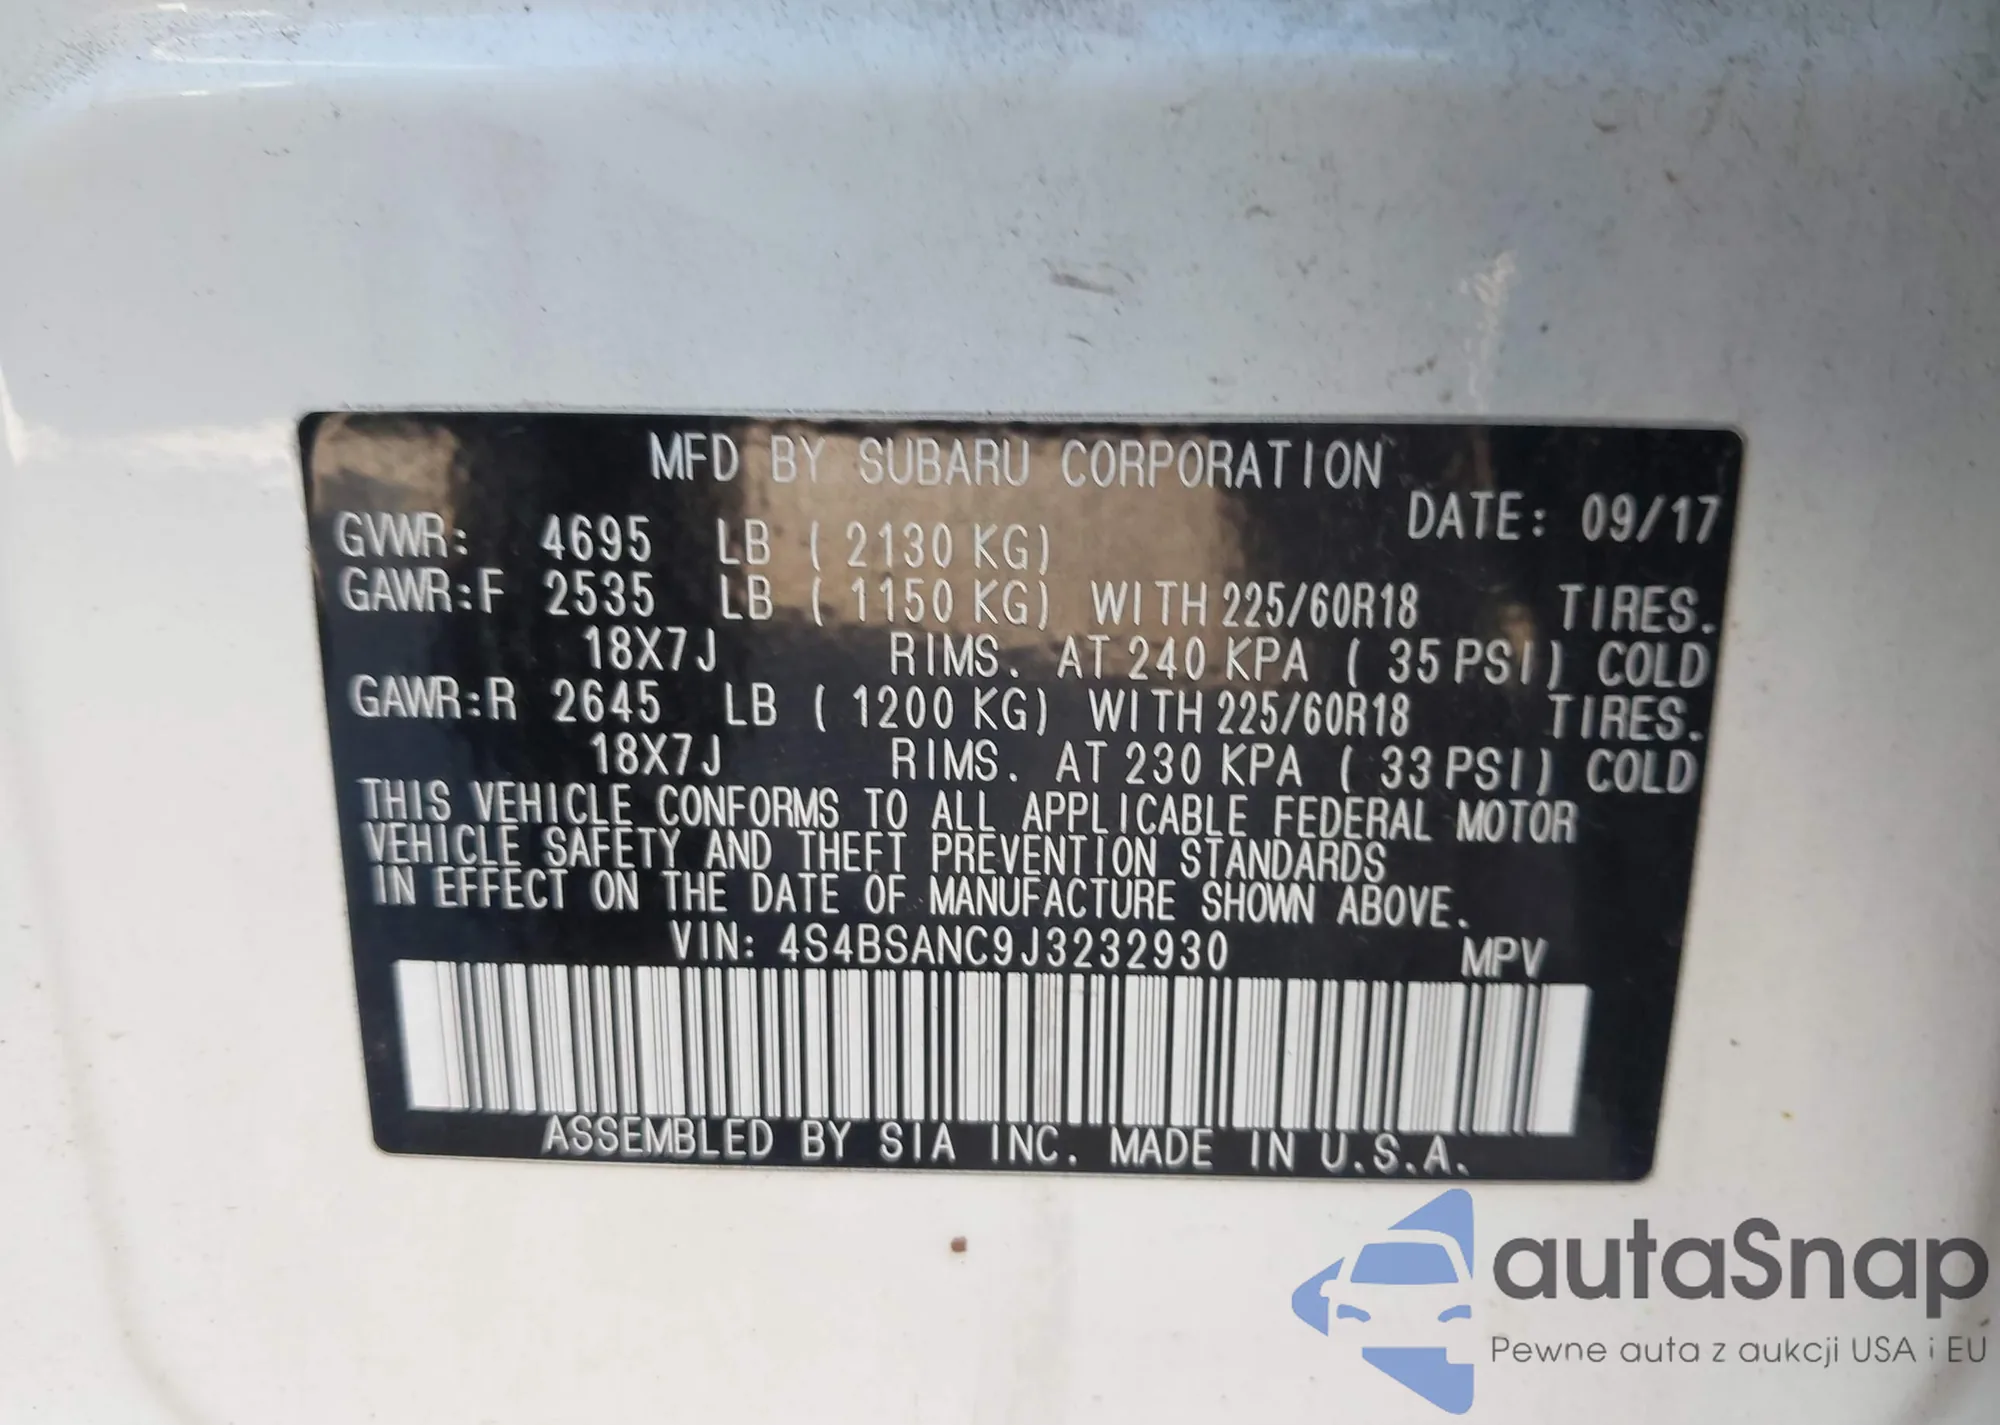 MFD BY SUBARU CORPORATION
DATE: 09/17
GVWR: 4695 LB ( 2130 KG)
GAWR:F 2535 LB ( 1150 KG) WITH 225/60R18 TIRES.
18X7J RIMS. AT 240 KPA ( 35 PSI) COLD
GAWR:R 2645 LB ( 1200 KG) WITH 225/60R18 TIRES.
18X7J RIMS. AT 230 KPA ( 33 PSI) COLD
THIS VEHICLE CONFORMS TO ALL APPLICABLE FEDERAL MOTOR
VEHICLE SAFETY AND THEFT PREVENTION STANDARDS
IN EFFECT ON THE DATE OF MANUFACTURE SHOWN ABOVE.
VIN: 4S4BSANC9J3232930 MPV
ASSEMBLED BY SIA INC. MADE IN U.S.A.
autaSnap
Pewne auta z aukcji USA i EU